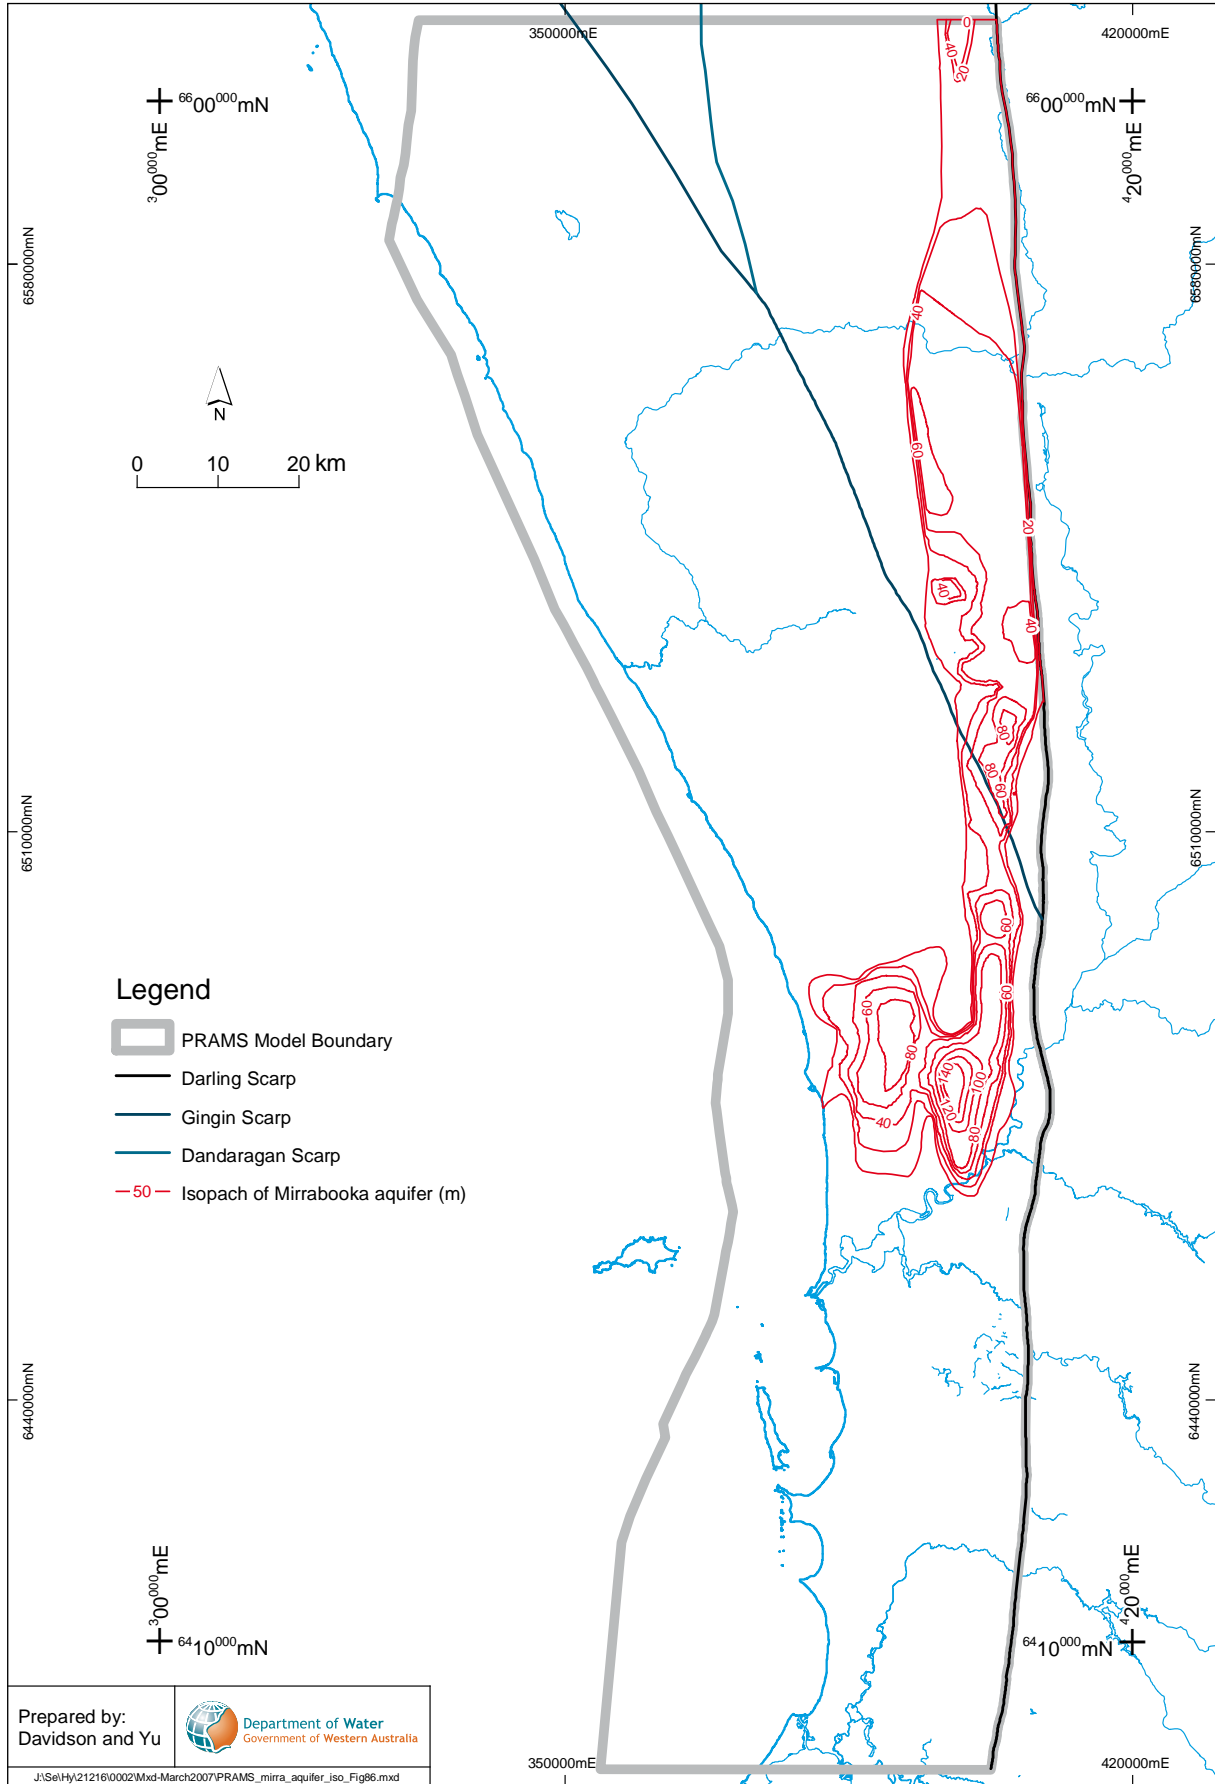 350000mE
420000mE
0
40
20
6600000mN
6600000mN
300000mE
420000mE
6580000mN
6580000mN
40
N
0 10 20 km
60
20
40
40
80
80
60
6510000mN
6510000mN
60
60
60
80
140
100
120
40
80
Legend
PRAMS Model Boundary
Darling Scarp
Gingin Scarp
Dandaragan Scarp
50 Isopach of Mirrabooka aquifer (m)
6440000mN
6440000mN
300000mE
420000mE
6410000mN
6410000mN
Prepared by:
Davidson and Yu
Department of Water
Government of Western Australia
350000mE
420000mE
J:\Se\Hy\21216\0002\Mxd-March2007\PRAMS_mirra_aquifer_iso_Fig86.mxd